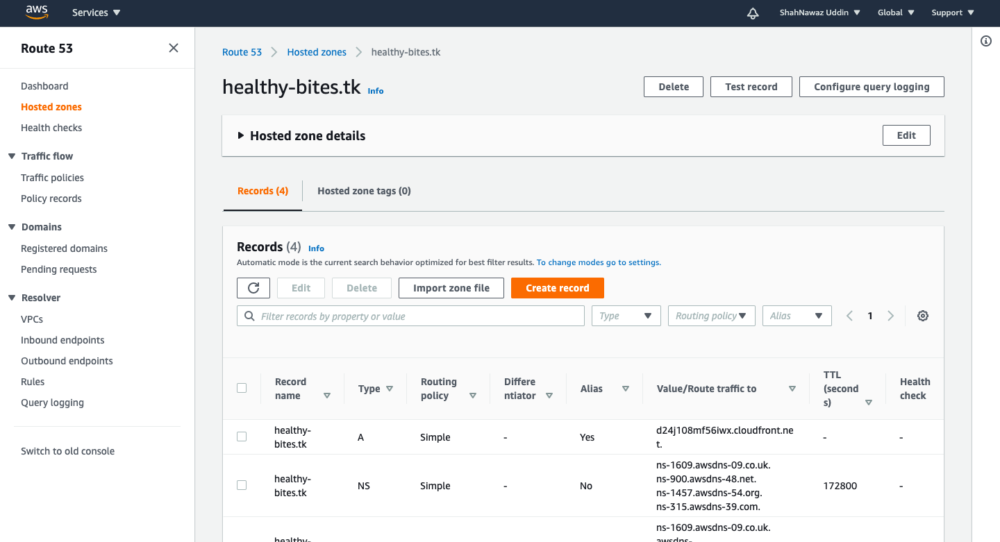 aws Services ShahNawaz Uddin Global Support
Route 53
Dashboard
Hosted zones
Health checks
Traffic flow
Traffic policies
Policy records
Domains
Registered domains
Pending requests
Resolver
VPCs
Inbound endpoints
Outbound endpoints
Rules
Query logging
Switch to old console
Route 53 Hosted zones healthy-bites.tk
healthy-bites.tk Info
Delete Test record Configure query logging
Hosted zone details Edit
Records (4) Hosted zone tags (0)
Records (4) Info
Automatic mode is the current search behavior optimized for best filter results. To change modes go to settings.
Edit Delete Import zone file Create record
Filter records by property or value Type Routing policy Alias 1
Record
name
Type
Routing
policy
Differe
ntiator
Alias
Value/Route traffic to
TTL
(second
s)
Health
check
healthy-
bites.tk
A
Simple
-
Yes
d24j108mf56iwx.cloudfront.ne
t.
-
-
healthy-
bites.tk
NS
Simple
-
No
ns-1609.awsdns-09.co.uk.
ns-900.awsdns-48.net.
ns-1457.awsdns-54.org.
ns-315.awsdns-39.com.
172800
-
healthy-
ns-1609.awsdns-09.co.uk.
awsdns-